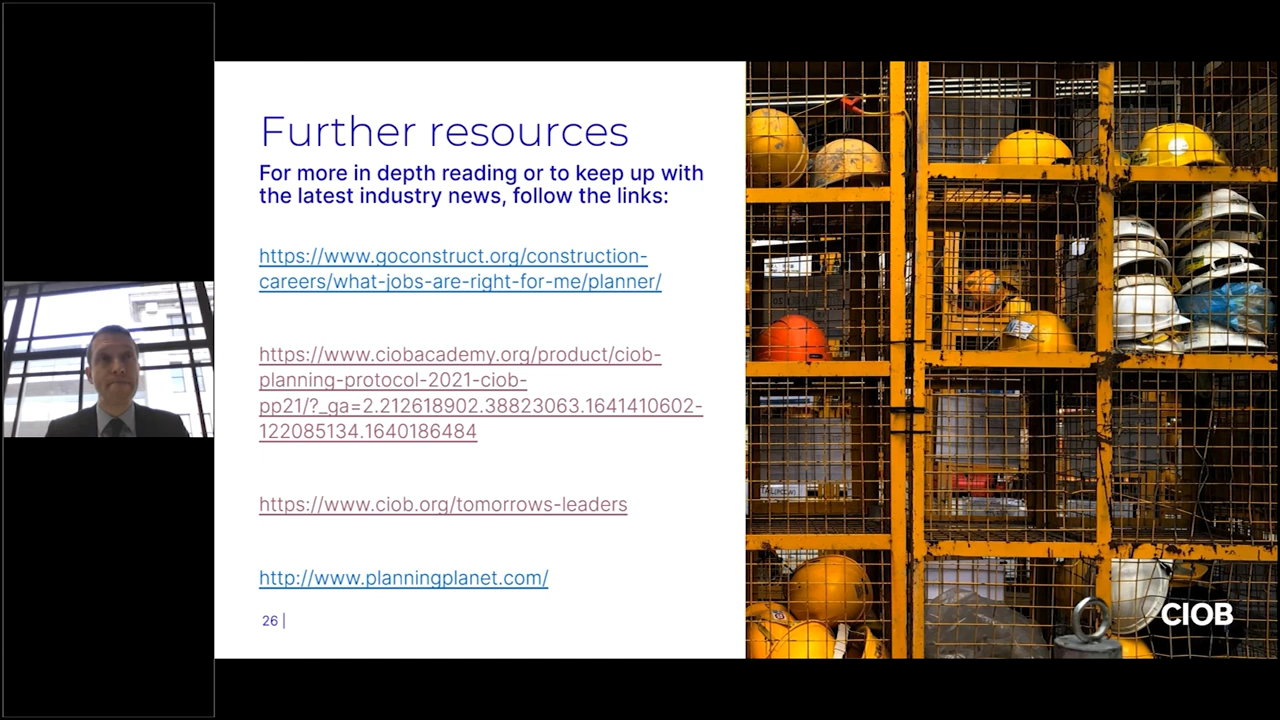 Further resources
For more in depth reading or to keep up with
the latest industry news, follow the links:
https://www.goconstruct.org/construction-
careers/what-jobs-are-right-for-me/planner/
https://www.ciobacademy.org/product/ciob-
planning-protocol-2021-ciob-
pp21/?_ga=2.212618902.38823063.1641410602-
122085134.1640186484
https://www.ciob.org/tomorrows-leaders
http://www.planningplanet.com/
26 |
CIOB